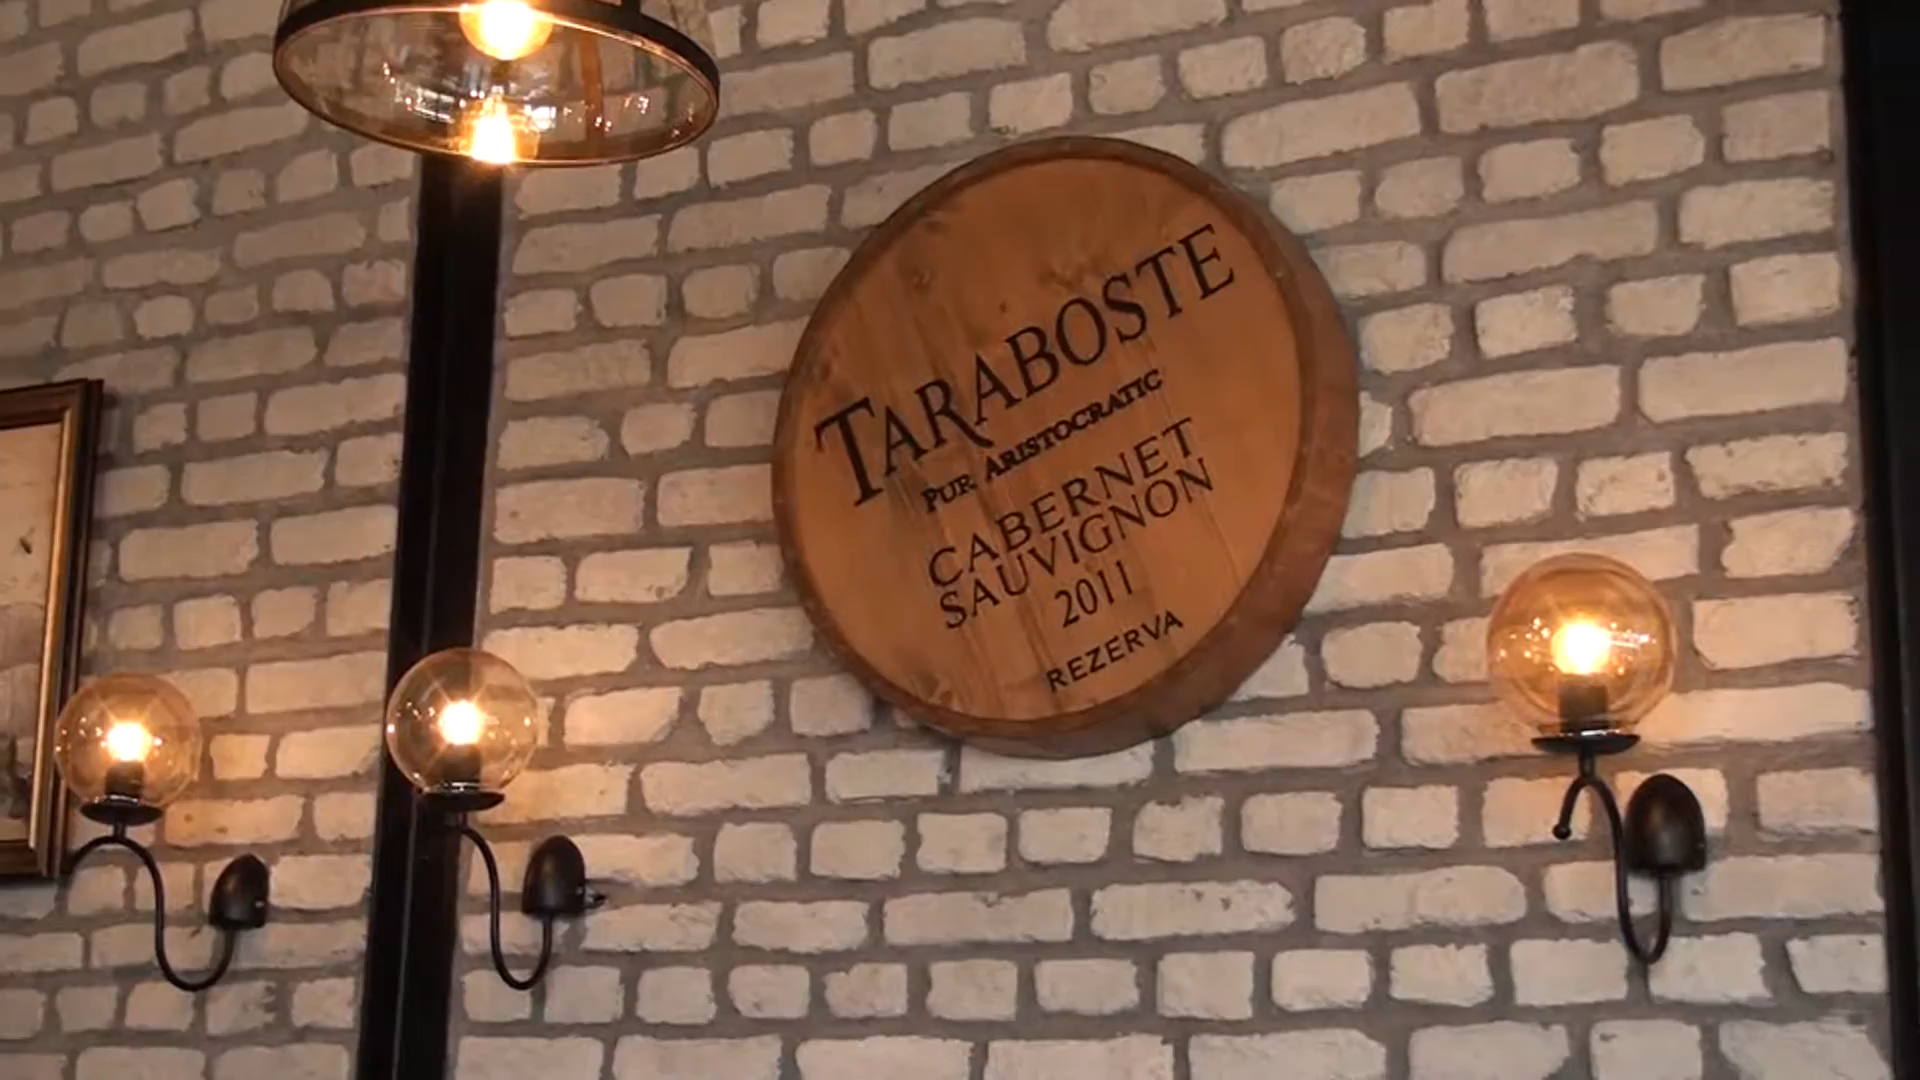 TARABOSTE
PUR ARISTOCRATIC
CABERNET
SAUVIGNON
2011
REZERVA